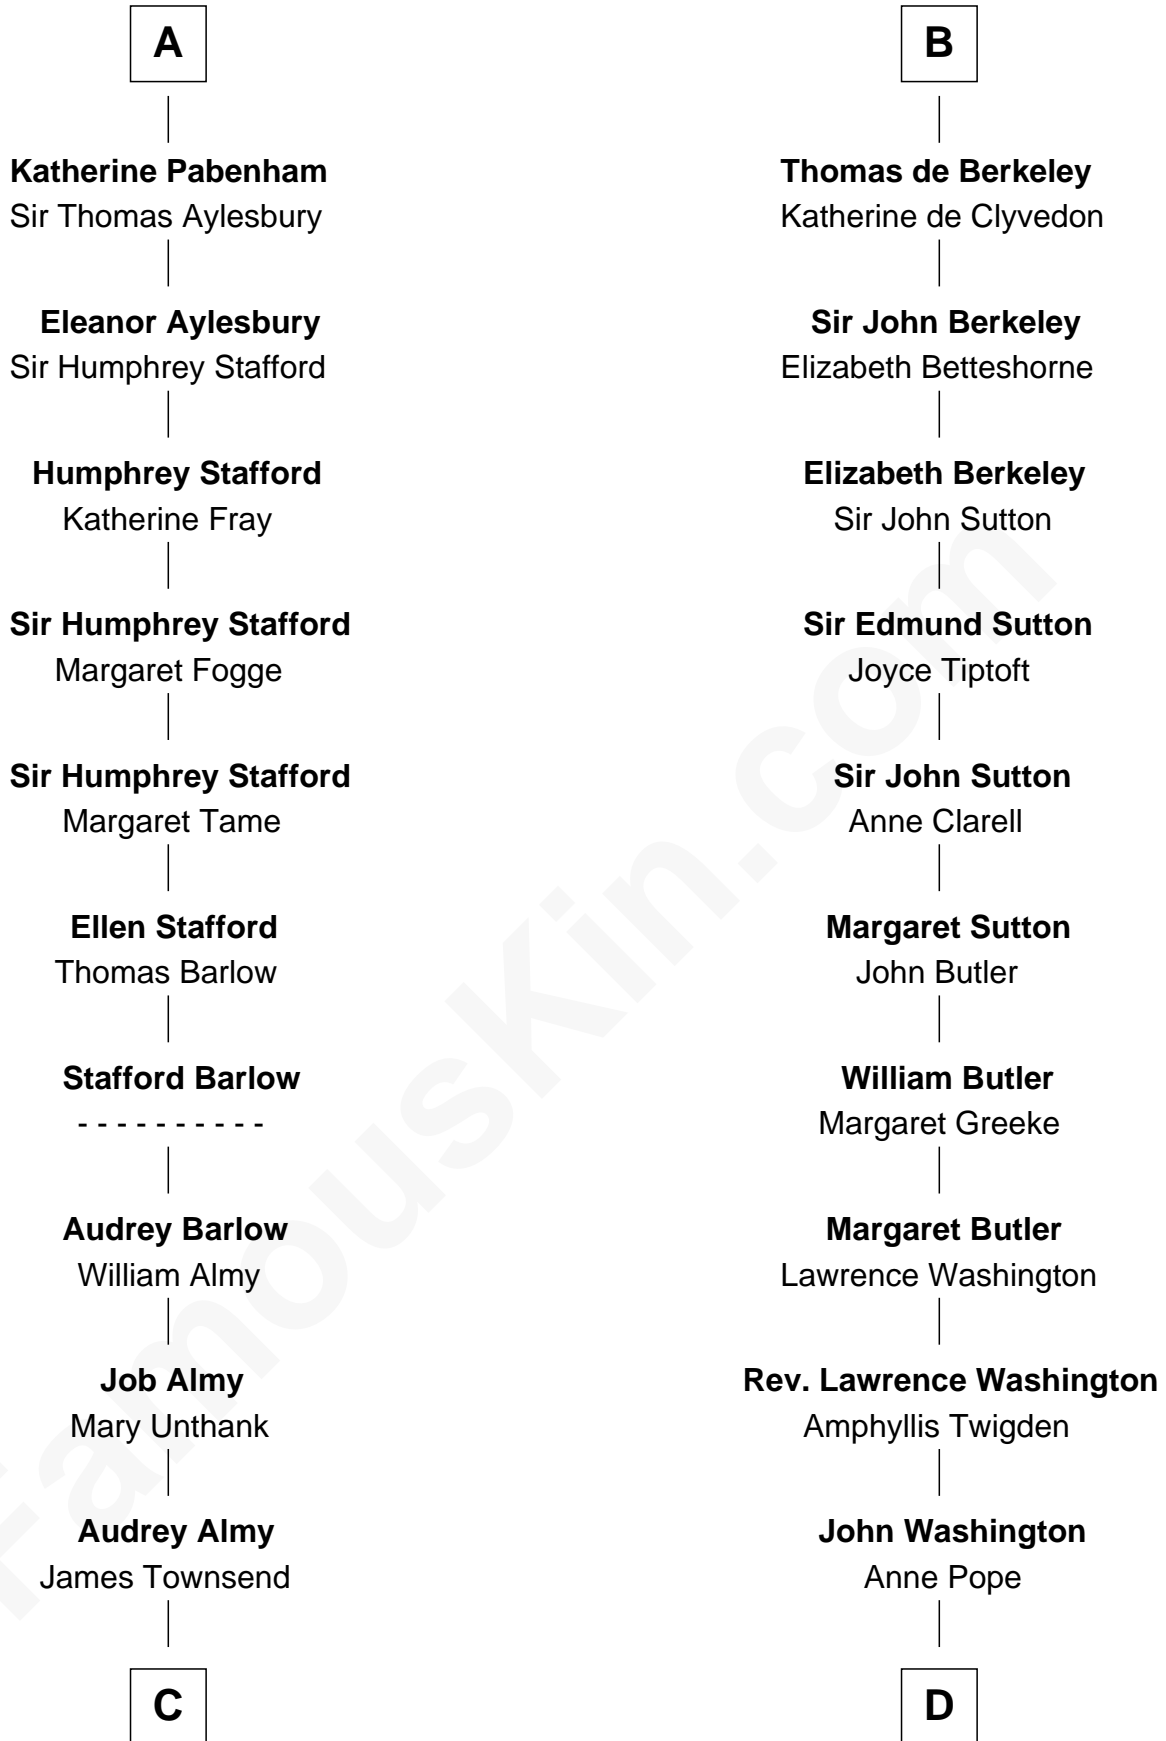 A
Katherine Pabenham
Sir Thomas Aylesbury
Eleanor Aylesbury
Sir Humphrey Stafford
Humphrey Stafford
Katherine Fray
Sir Humphrey Stafford
Margaret Fogge
Sir Humphrey Stafford
Margaret Tame
Ellen Stafford
Thomas Barlow
Stafford Barlow
- - - - - - - - - -
Audrey Barlow
William Almy
Job Almy
Mary Unthank
Audrey Almy
James Townsend
C
B
Thomas de Berkeley
Katherine de Clyvedon
Sir John Berkeley
Elizabeth Betteshorne
Elizabeth Berkeley
Sir John Sutton
Sir Edmund Sutton
Joyce Tiptoft
Sir John Sutton
Anne Clarell
Margaret Sutton
John Butler
William Butler
Margaret Greeke
Margaret Butler
Lawrence Washington
Rev. Lawrence Washington
Amphyllis Twigden
John Washington
Anne Pope
D
FamousKin.com